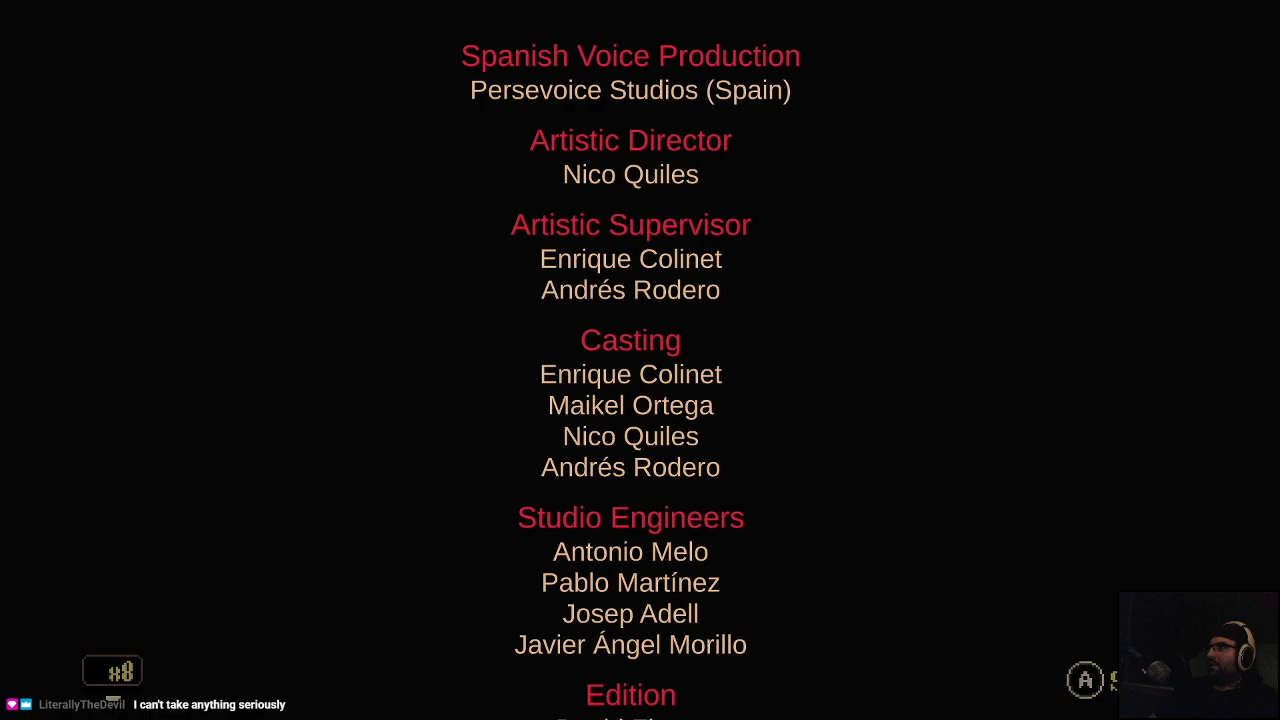 Spanish Voice Production
Persevoice Studios (Spain)
Artistic Director
Nico Quiles
Artistic Supervisor
Enrique Colinet
Andrés Rodero
Casting
Enrique Colinet
Maikel Ortega
Nico Quiles
Andrés Rodero
Studio Engineers
Antonio Melo
Pablo Martínez
Josep Adell
Javier Ángel Morillo
Edition
x8
A
LiterallyTheDevil I can't take anything seriously